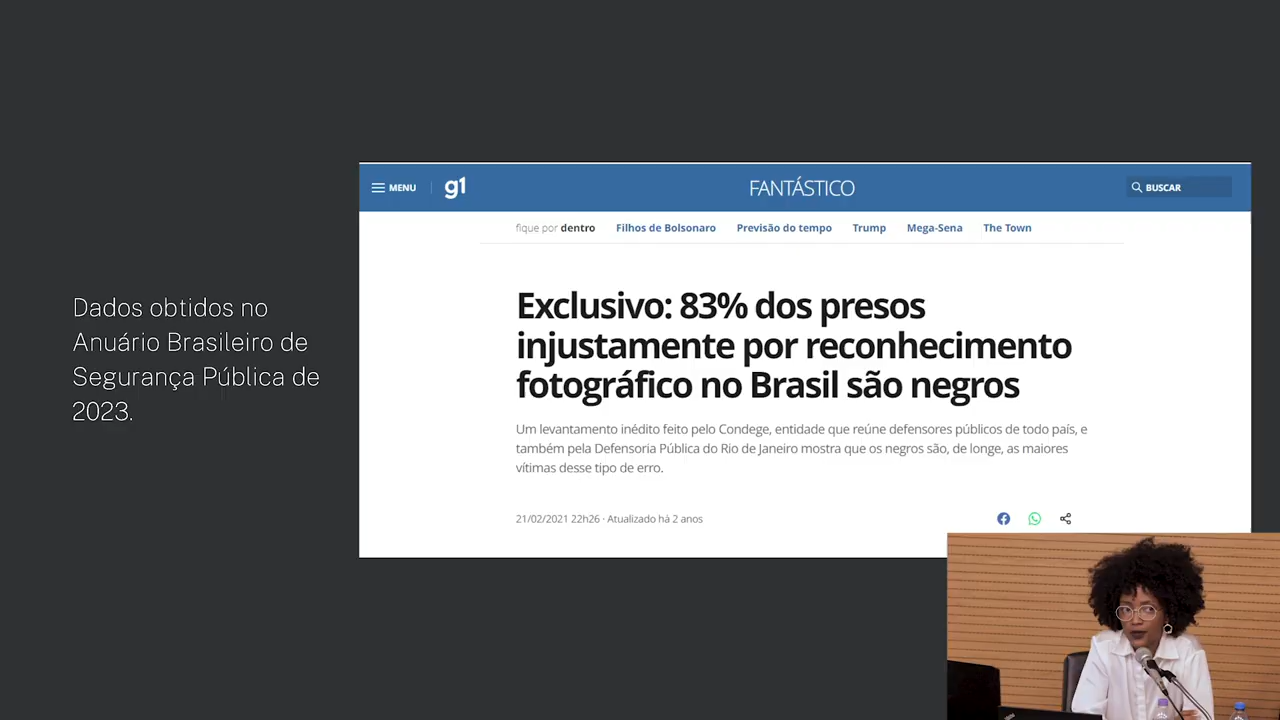 Dados obtidos no
Anuário Brasileiro de
Segurança Pública de
2023.
MENU g1 FANTÁSTICO BUSCAR
fique por dentro Filhos de Bolsonaro Previsão do tempo Trump Mega-Sena The Town
Exclusivo: 83% dos presos
injustamente por reconhecimento
fotográfico no Brasil são negros
Um levantamento inédito feito pelo Condege, entidade que reúne defensores públicos de todo país, e
também pela Defensoria Pública do Rio de Janeiro mostra que os negros são, de longe, as maiores
vítimas desse tipo de erro.
21/02/2021 22h26 · Atualizado há 2 anos